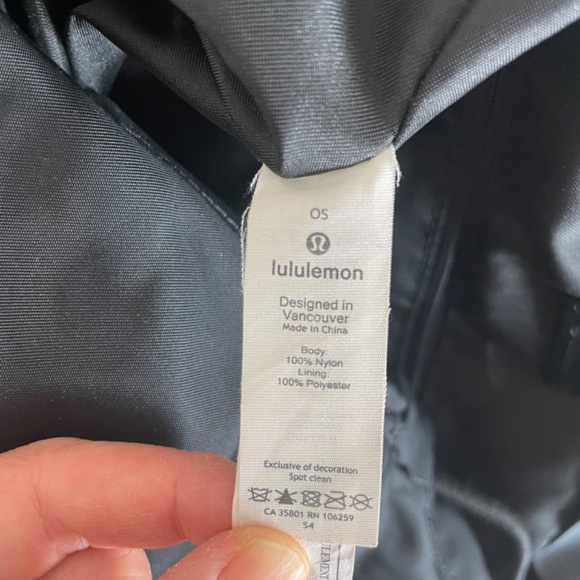 OS
lululemon
Designed in
Vancouver
Made in China
Body:
100% Nylon
Lining:
100% Polyester
Exclusive of decoration
Spot clean
CA 35801 RN 106259
S4